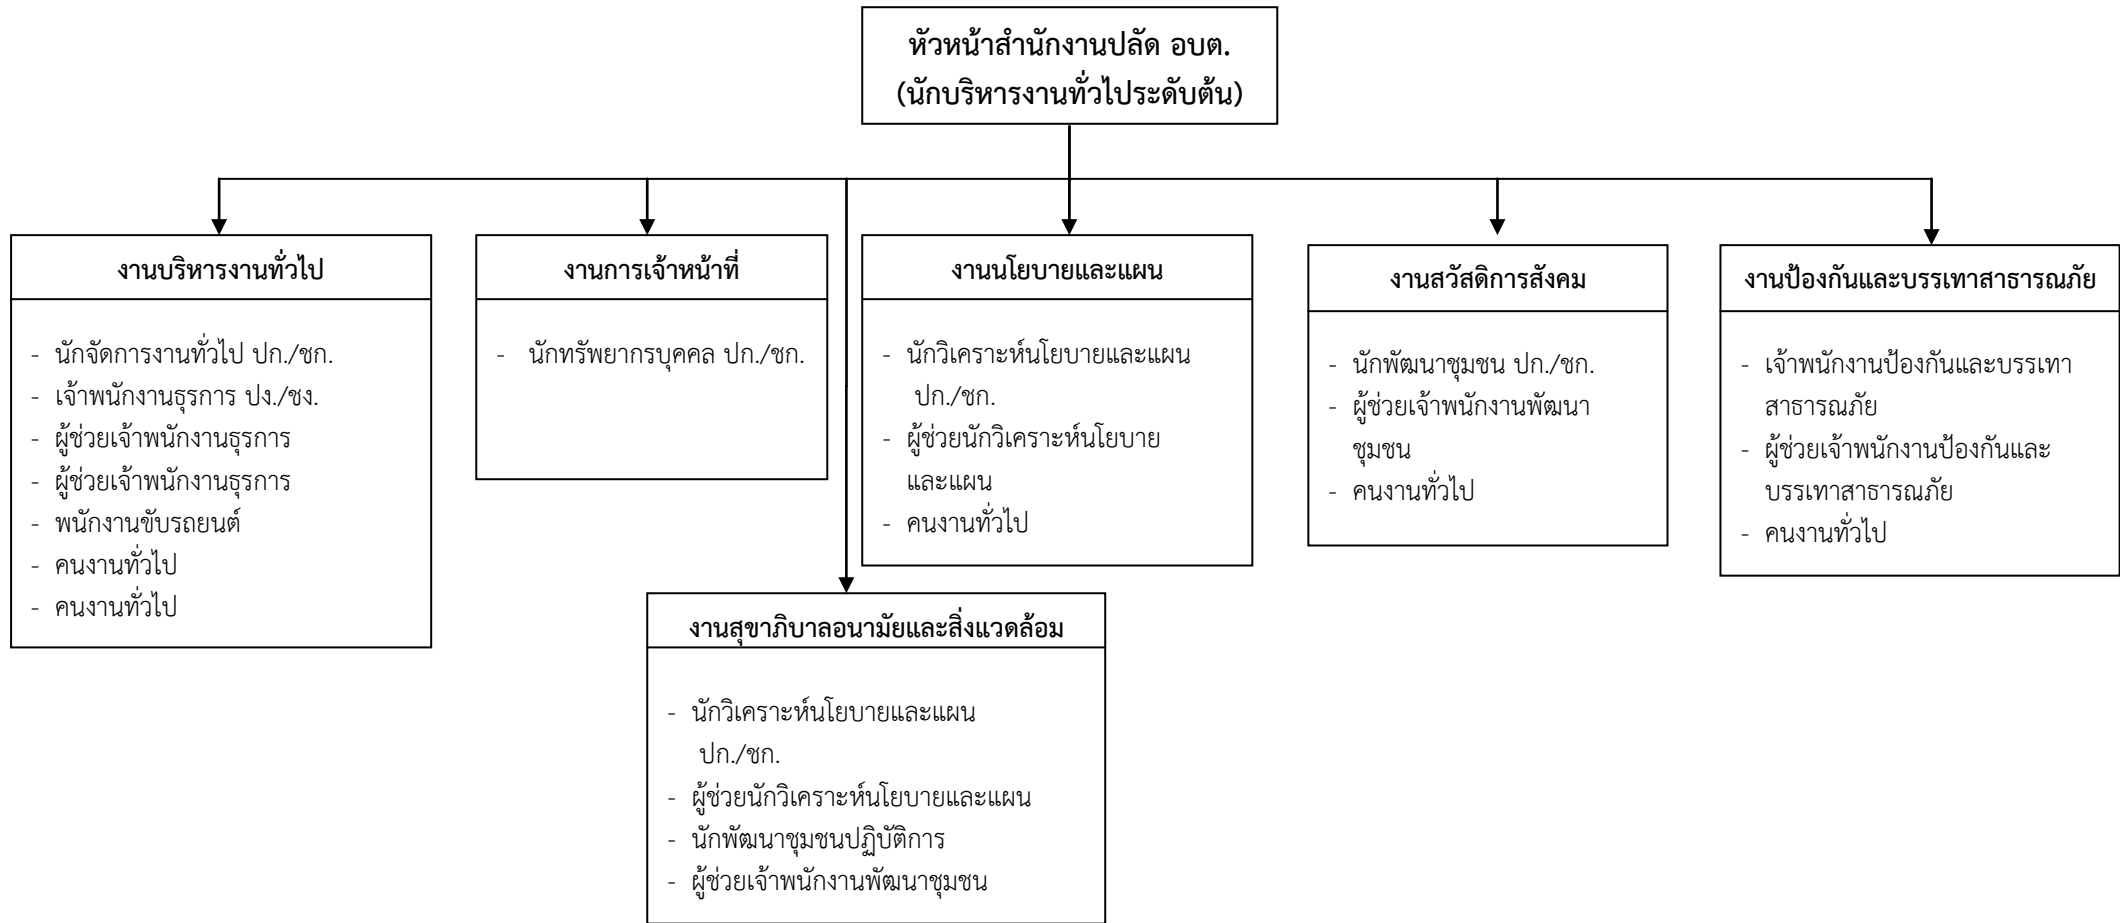 หัวหน้าสำนักงานปลัด อบต.
(นักบริหารงานทั่วไประดับต้น)
งานบริหารงานทั่วไป
- นักจัดการงานทั่วไป ปก./ชก.
- เจ้าพนักงานธุรการ ปง./ชง.
- ผู้ช่วยเจ้าพนักงานธุรการ
- ผู้ช่วยเจ้าพนักงานธุรการ
- พนักงานขับรถยนต์
- คนงานทั่วไป
- คนงานทั่วไป
งานการเจ้าหน้าที่
- นักทรัพยากรบุคคล ปก./ชก.
งานนโยบายและแผน
- นักวิเคราะห์นโยบายและแผน
ปก./ชก.
- ผู้ช่วยนักวิเคราะห์นโยบาย
และแผน
- คนงานทั่วไป
งานสวัสดิการสังคม
- นักพัฒนาชุมชน ปก./ชก.
- ผู้ช่วยเจ้าพนักงานพัฒนา
ชุมชน
- คนงานทั่วไป
งานป้องกันและบรรเทาสาธารณภัย
- เจ้าพนักงานป้องกันและบรรเทา
สาธารณภัย
- ผู้ช่วยเจ้าพนักงานป้องกันและ
บรรเทาสาธารณภัย
- คนงานทั่วไป
งานสุขาภิบาลอนามัยและสิ่งแวดล้อม
- นักวิเคราะห์นโยบายและแผน
ปก./ชก.
- ผู้ช่วยนักวิเคราะห์นโยบายและแผน
- นักพัฒนาชุมชนปฏิบัติการ
- ผู้ช่วยเจ้าพนักงานพัฒนาชุมชน